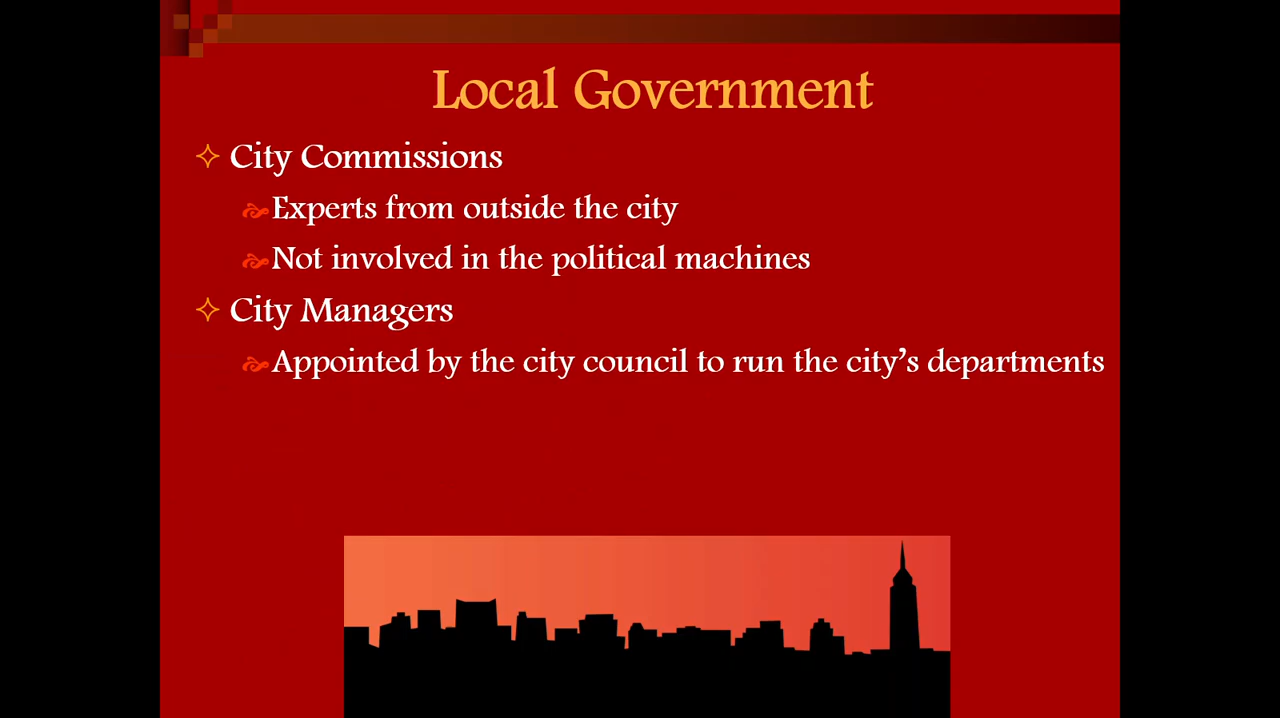 Local Government
City Commissions
Experts from outside the city
Not involved in the political machines
City Managers
Appointed by the city council to run the city's departments